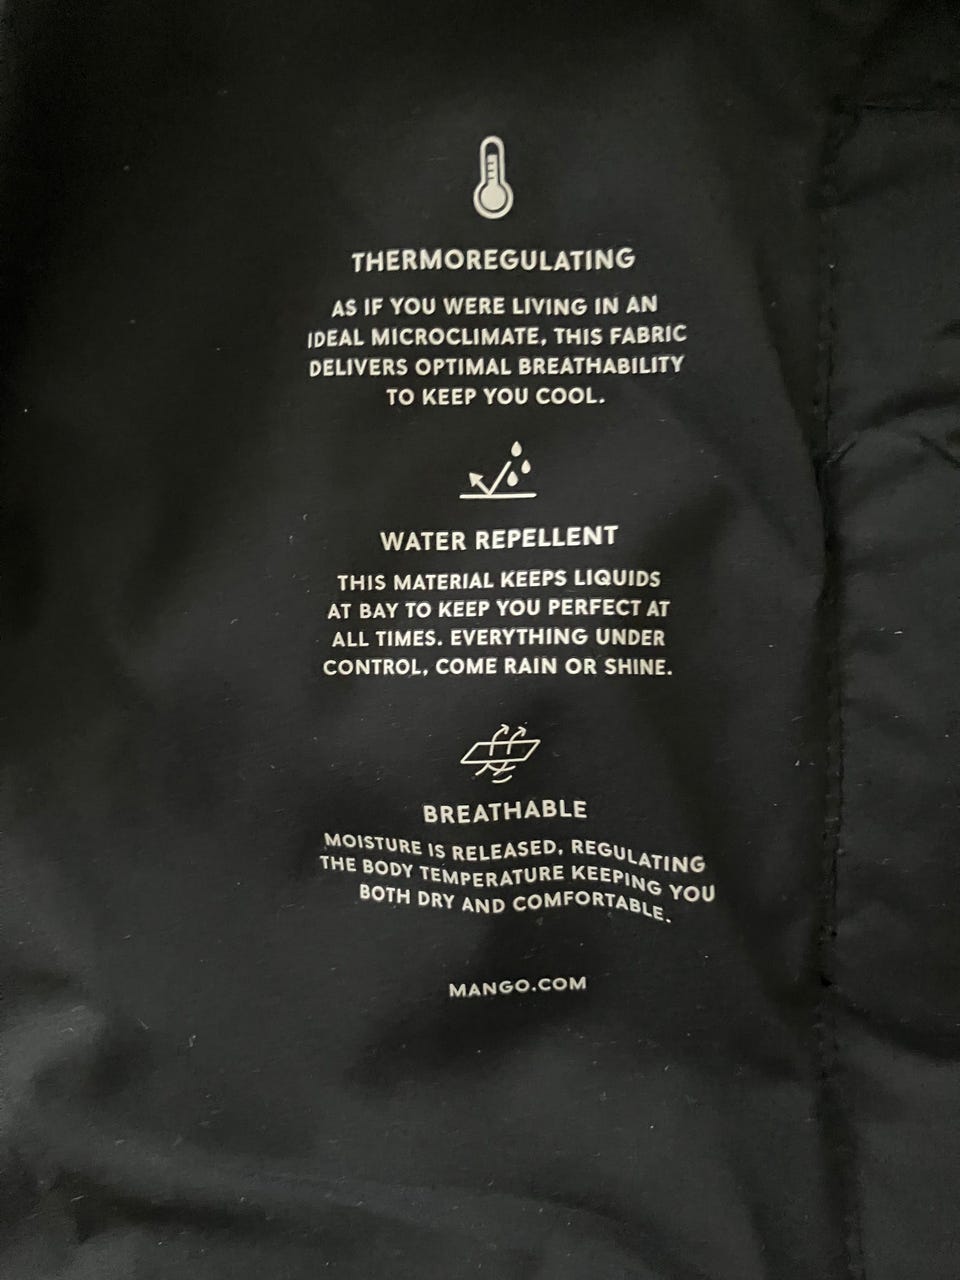 THERMOREGULATING
AS IF YOU WERE LIVING IN AN
IDEAL MICROCLIMATE, THIS FABRIC
DELIVERS OPTIMAL BREATHABILITY
TO KEEP YOU COOL.
WATER REPELLENT
THIS MATERIAL KEEPS LIQUIDS
AT BAY TO KEEP YOU PERFECT AT
ALL TIMES. EVERYTHING UNDER
CONTROL, COME RAIN OR SHINE.
BREATHABLE
MOISTURE IS RELEASED, REGULATING
THE BODY TEMPERATURE KEEPING YOU
BOTH DRY AND COMFORTABLE.
MANGO.COM